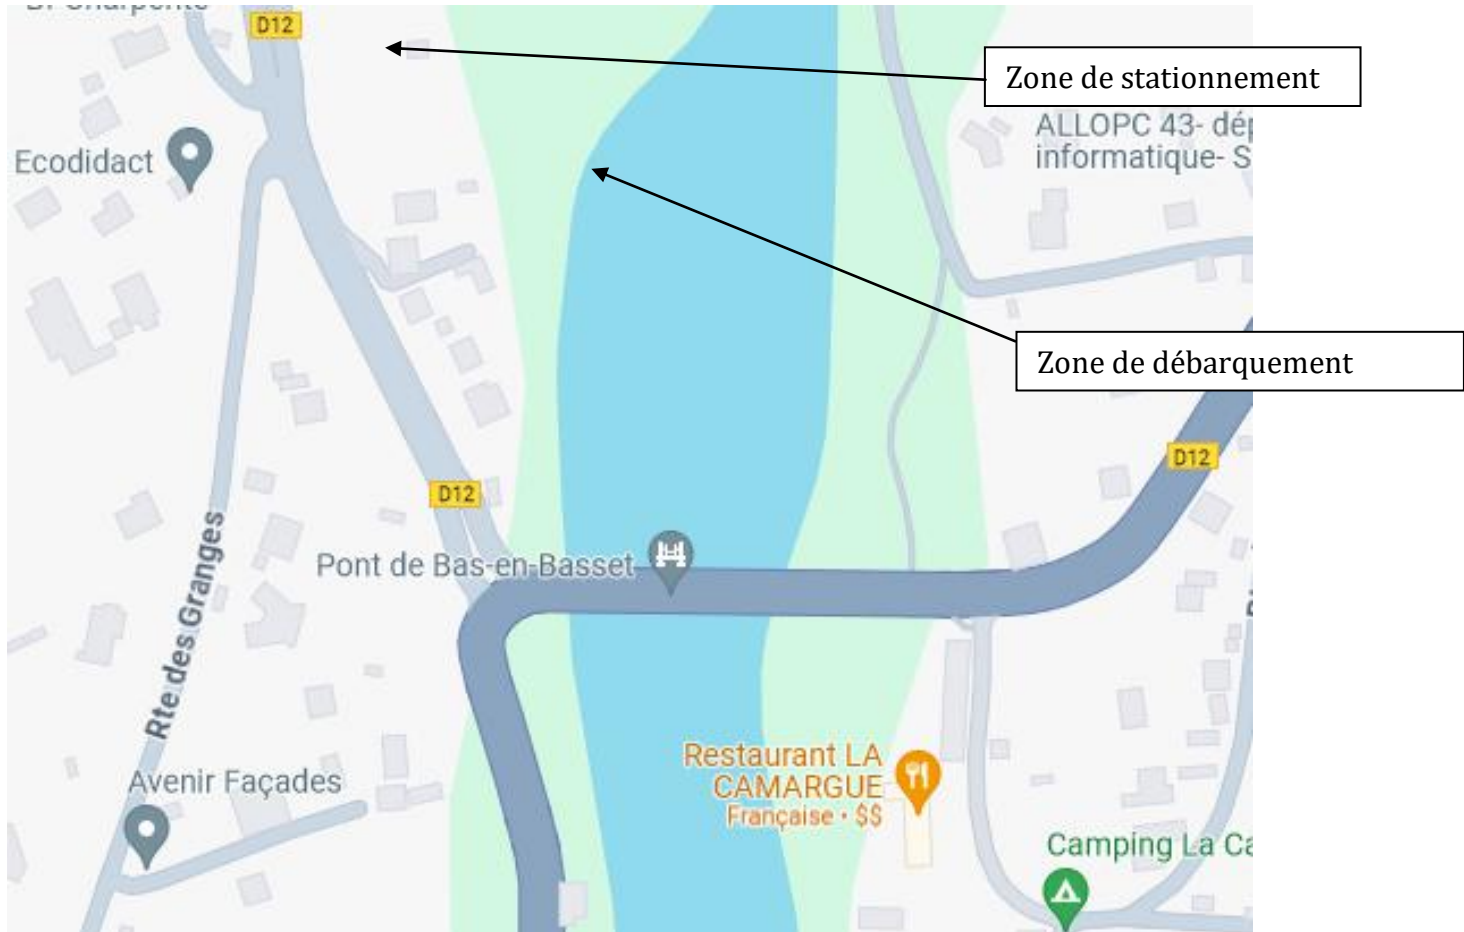 D12
Zone de stationnement
ALLOPC 43- dép
informatique- S
Ecodidact
Zone de débarquement
D12
D12
Rte des Granges
Pont de Bas-en-Basset
Restaurant LA
CAMARGUE
Française • $$
Avenir Façades
Camping La Ca